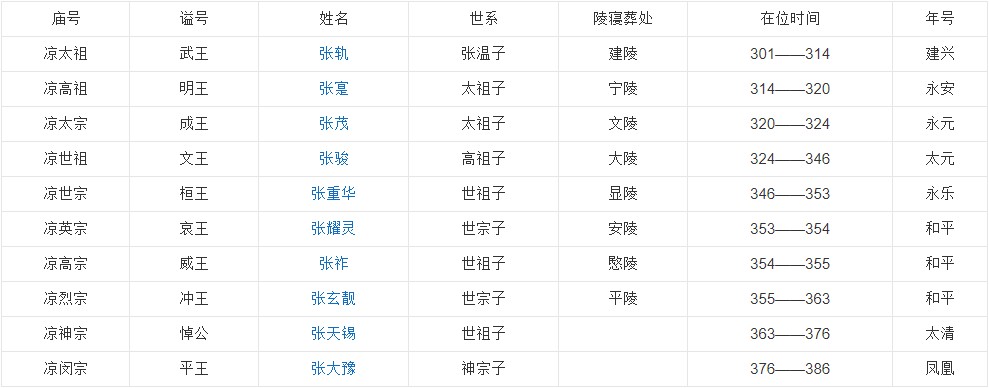 庙号 谥号 姓名 世系 陵寝葬处 在位时间 年号
凉太祖 武王 张轨 张温子 建陵 301——314 建兴
凉高祖 明王 张寔 太祖子 宁陵 314——320 永安
凉太宗 成王 张茂 太祖子 文陵 320——324 永元
凉世祖 文王 张骏 高祖子 大陵 324——346 太元
凉世宗 桓王 张重华 世祖子 显陵 346——353 永乐
凉英宗 哀王 张耀灵 世宗子 安陵 353——354 和平
凉高宗 威王 张祚 世祖子 愍陵 354——355 和平
凉烈宗 冲王 张玄靓 世宗子 平陵 355——363 和平
凉神宗 悼公 张天锡 世祖子 363——376 太清
凉闵宗 平王 张大豫 神宗子 376——386 凤凰